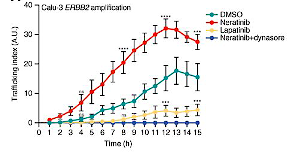 Calu-3 ERBB2 amplification
DMSO
Neratinib
Lapatinib
Neratinib+dynasore
Trafficking index (A.U.)
40
30
20
10
0
ns
****
****
***
***
***
0 1 2 3 4 5 6 7 8 9 10 11 12 13 14 15
Time (h)